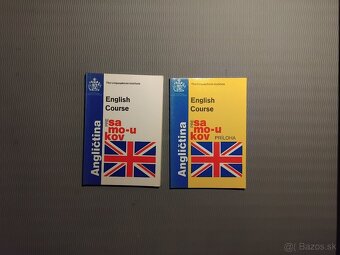 English
Course
Angličtina
pre
sa
mo-u
kov
English
Course
Angličtina
pre
sa
mo-u
kov
PRÍLOHA
bazos.sk